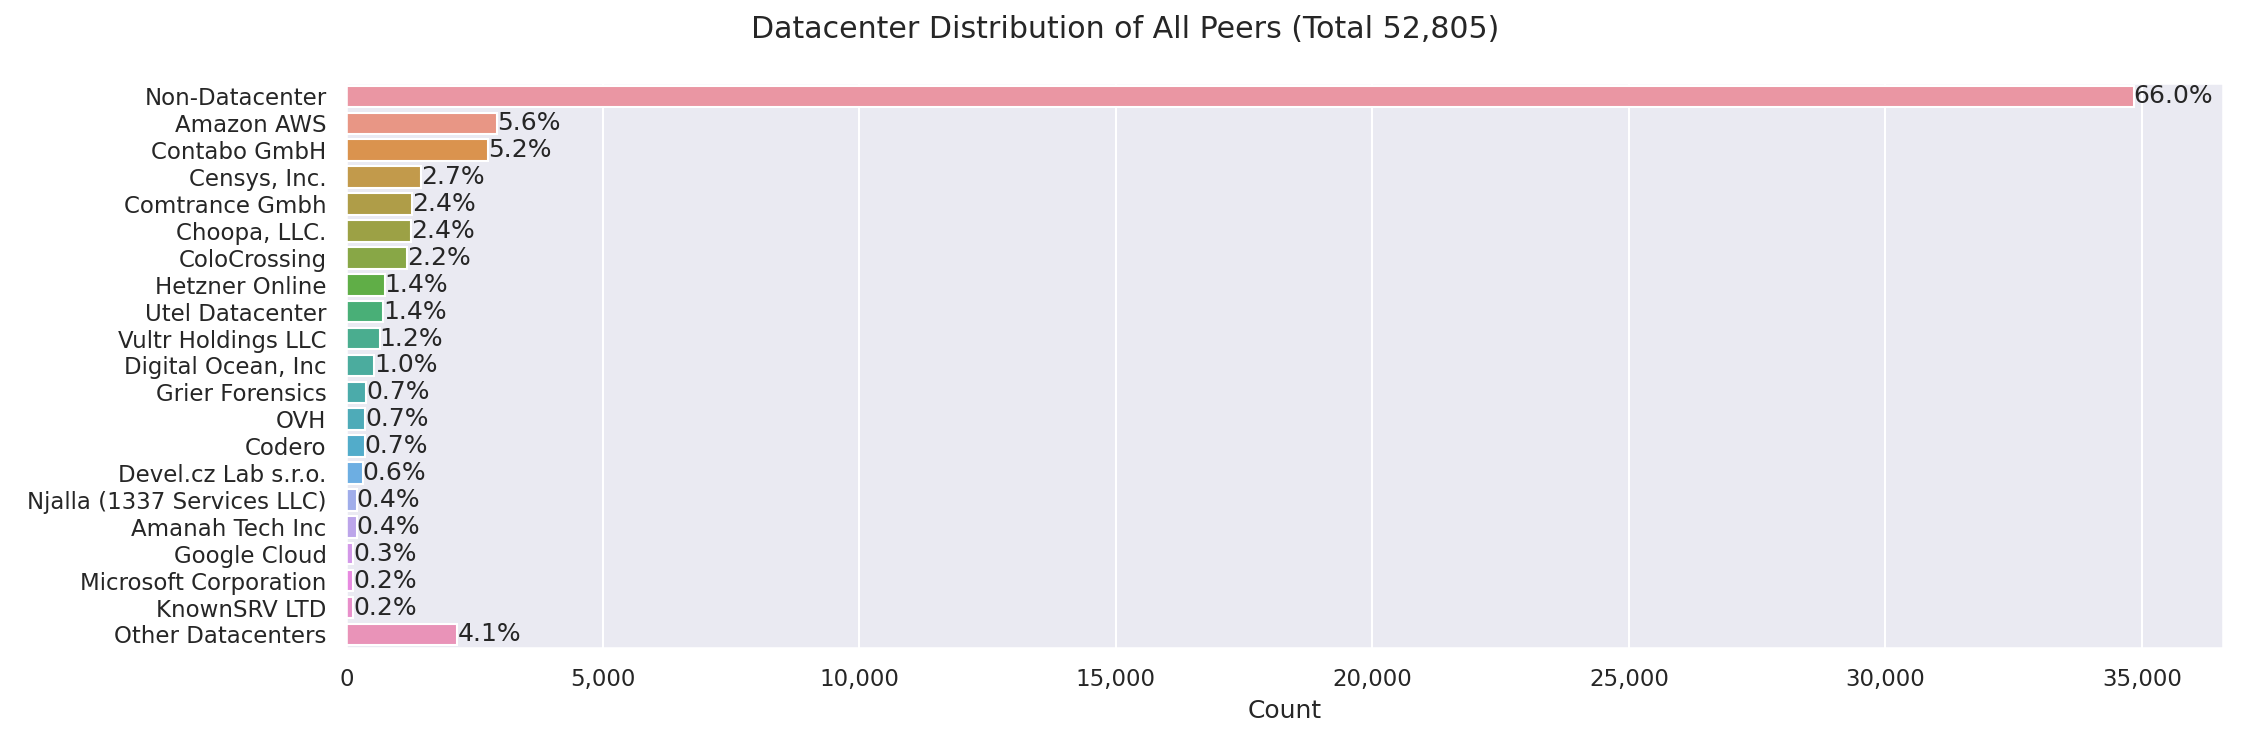 Datacenter Distribution of All Peers (Total 52,805)
Non-Datacenter 66.0%
Amazon AWS 5.6%
Contabo GmbH 5.2%
Censys, Inc. 2.7%
Comtrance Gmbh 2.4%
Choopa, LLC. 2.4%
ColoCrossing 2.2%
Hetzner Online 1.4%
Utel Datacenter 1.4%
Vultr Holdings LLC 1.2%
Digital Ocean, Inc 1.0%
Grier Forensics 0.7%
OVH 0.7%
Codero 0.7%
Devel.cz Lab s.r.o. 0.6%
Njalla (1337 Services LLC) 0.4%
Amanah Tech Inc 0.4%
Google Cloud 0.3%
Microsoft Corporation 0.2%
KnownSRV LTD 0.2%
Other Datacenters 4.1%
0 5,000 10,000 15,000 20,000 25,000 30,000 35,000
Count